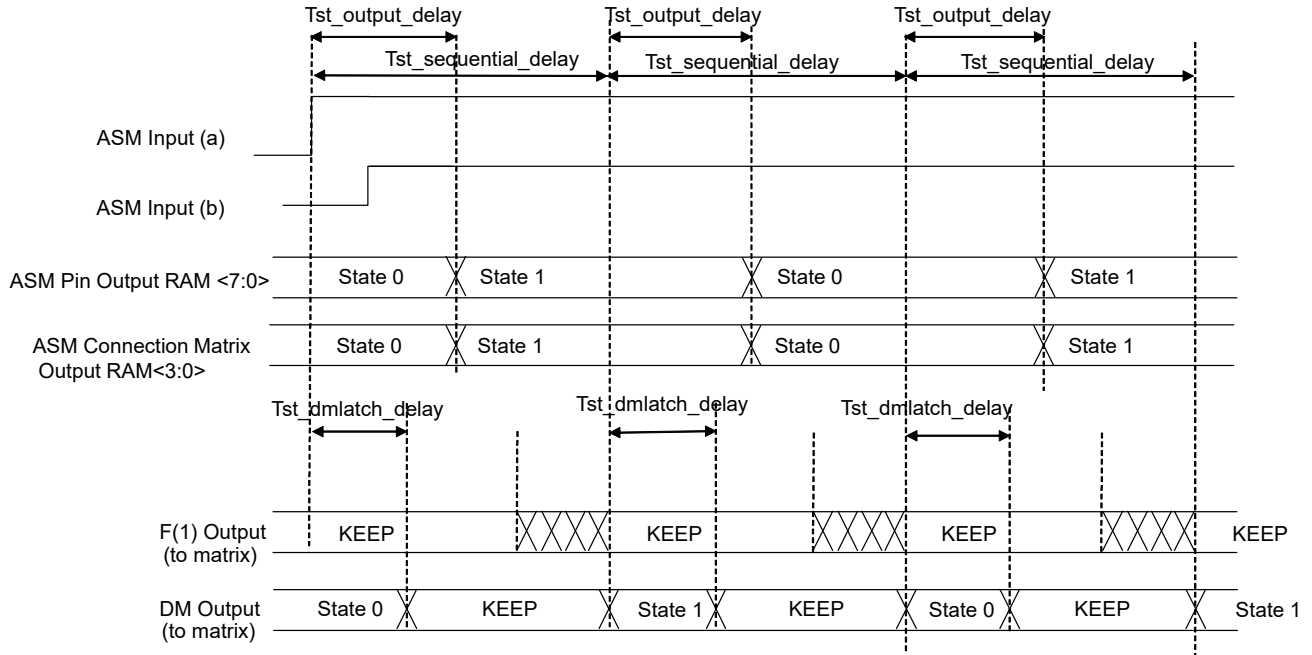 Tst_output_delay
Tst_output_delay
Tst_output_delay
Tst_sequential_delay
Tst_sequential_delay
Tst_sequential_delay
ASM Input (a)
ASM Input (b)
ASM Pin Output RAM <7:0>
State 0
State 1
State 0
State 1
ASM Connection Matrix
Output RAM<3:0>
State 0
State 1
State 0
State 1
Tst_dmlatch_delay
Tst_dmlatch_delay
Tst_dmlatch_delay
F(1) Output
(to matrix)
KEEP
KEEP
KEEP
KEEP
DM Output
(to matrix)
State 0
KEEP
State 1
KEEP
State 0
KEEP
State 1